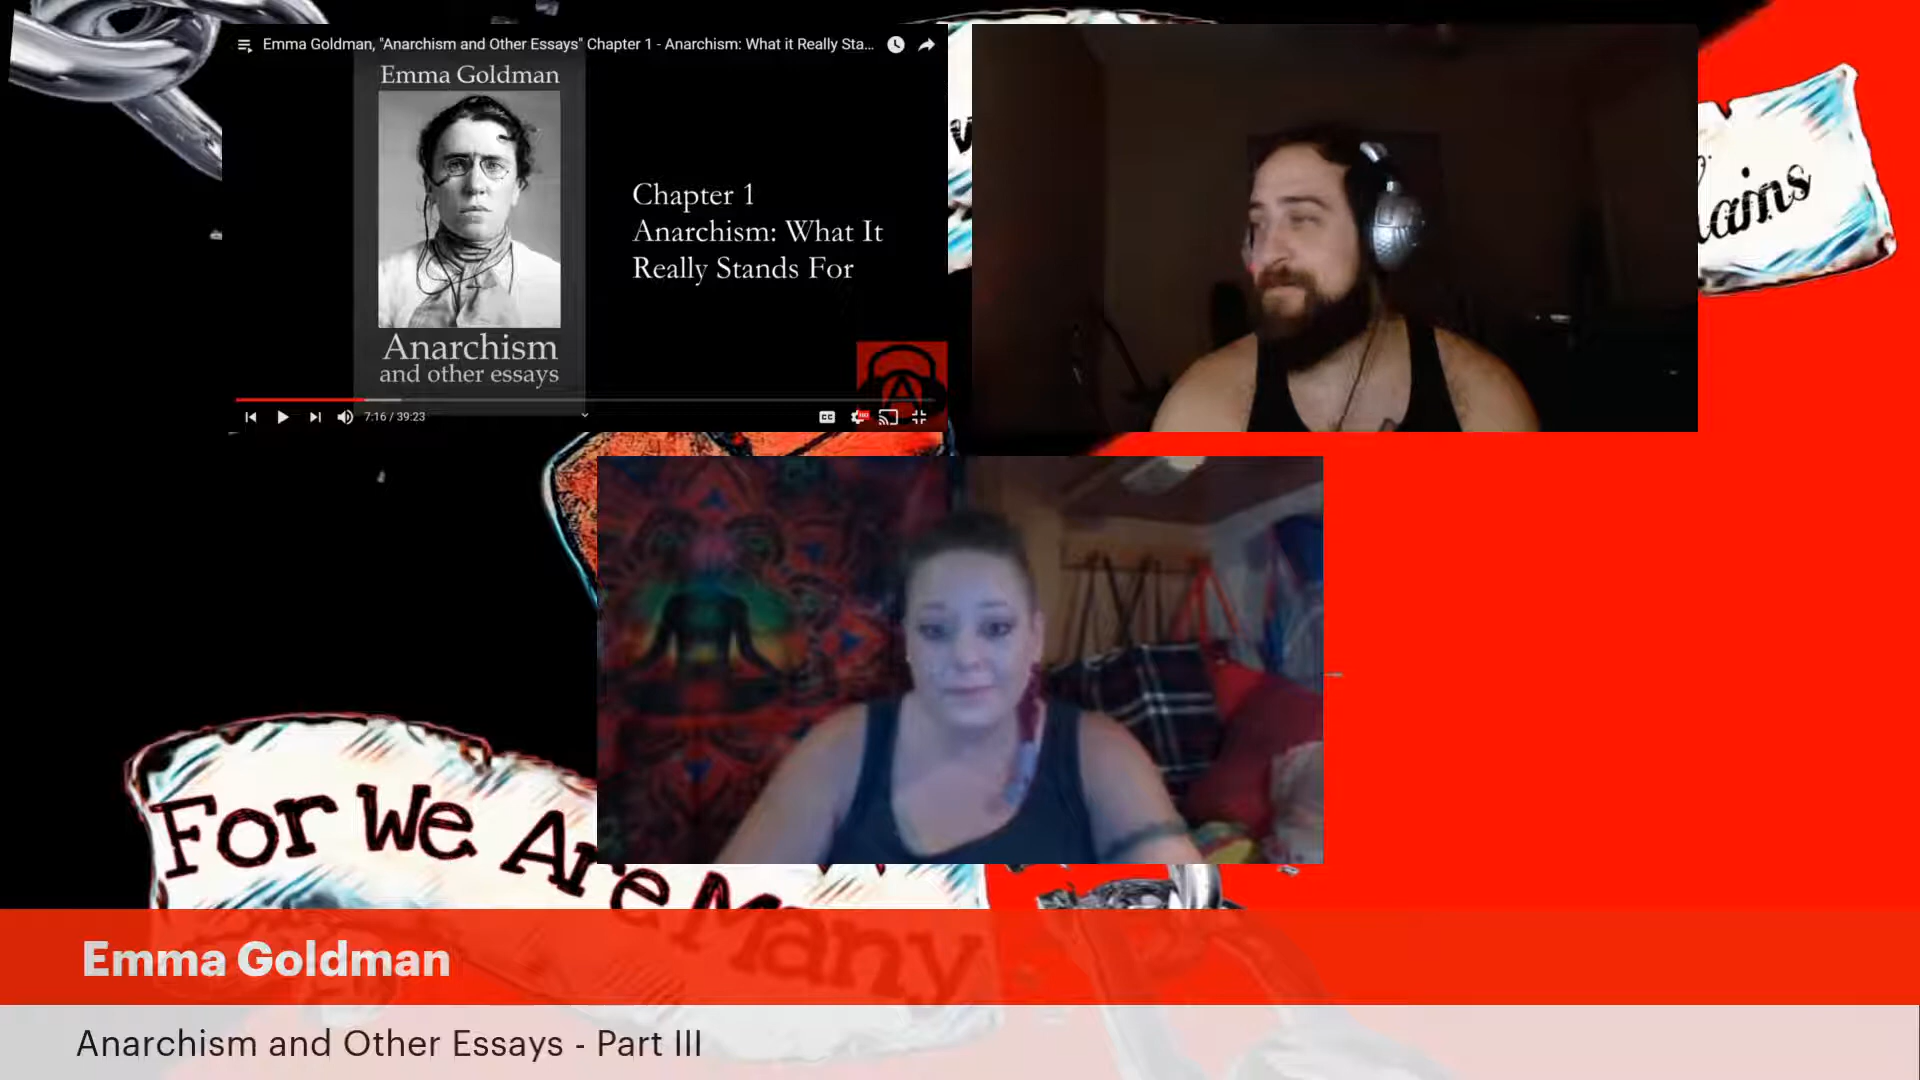 Emma Goldman, "Anarchism and Other Essays" Chapter 1 - Anarchism: What it Really Sta...
Emma Goldman
Chapter 1
Anarchism: What It
Really Stands For
Anarchism
and other essays
A
7:16 / 39:23
CC
HD
For We Are Many
Emma Goldman
Anarchism and Other Essays - Part III